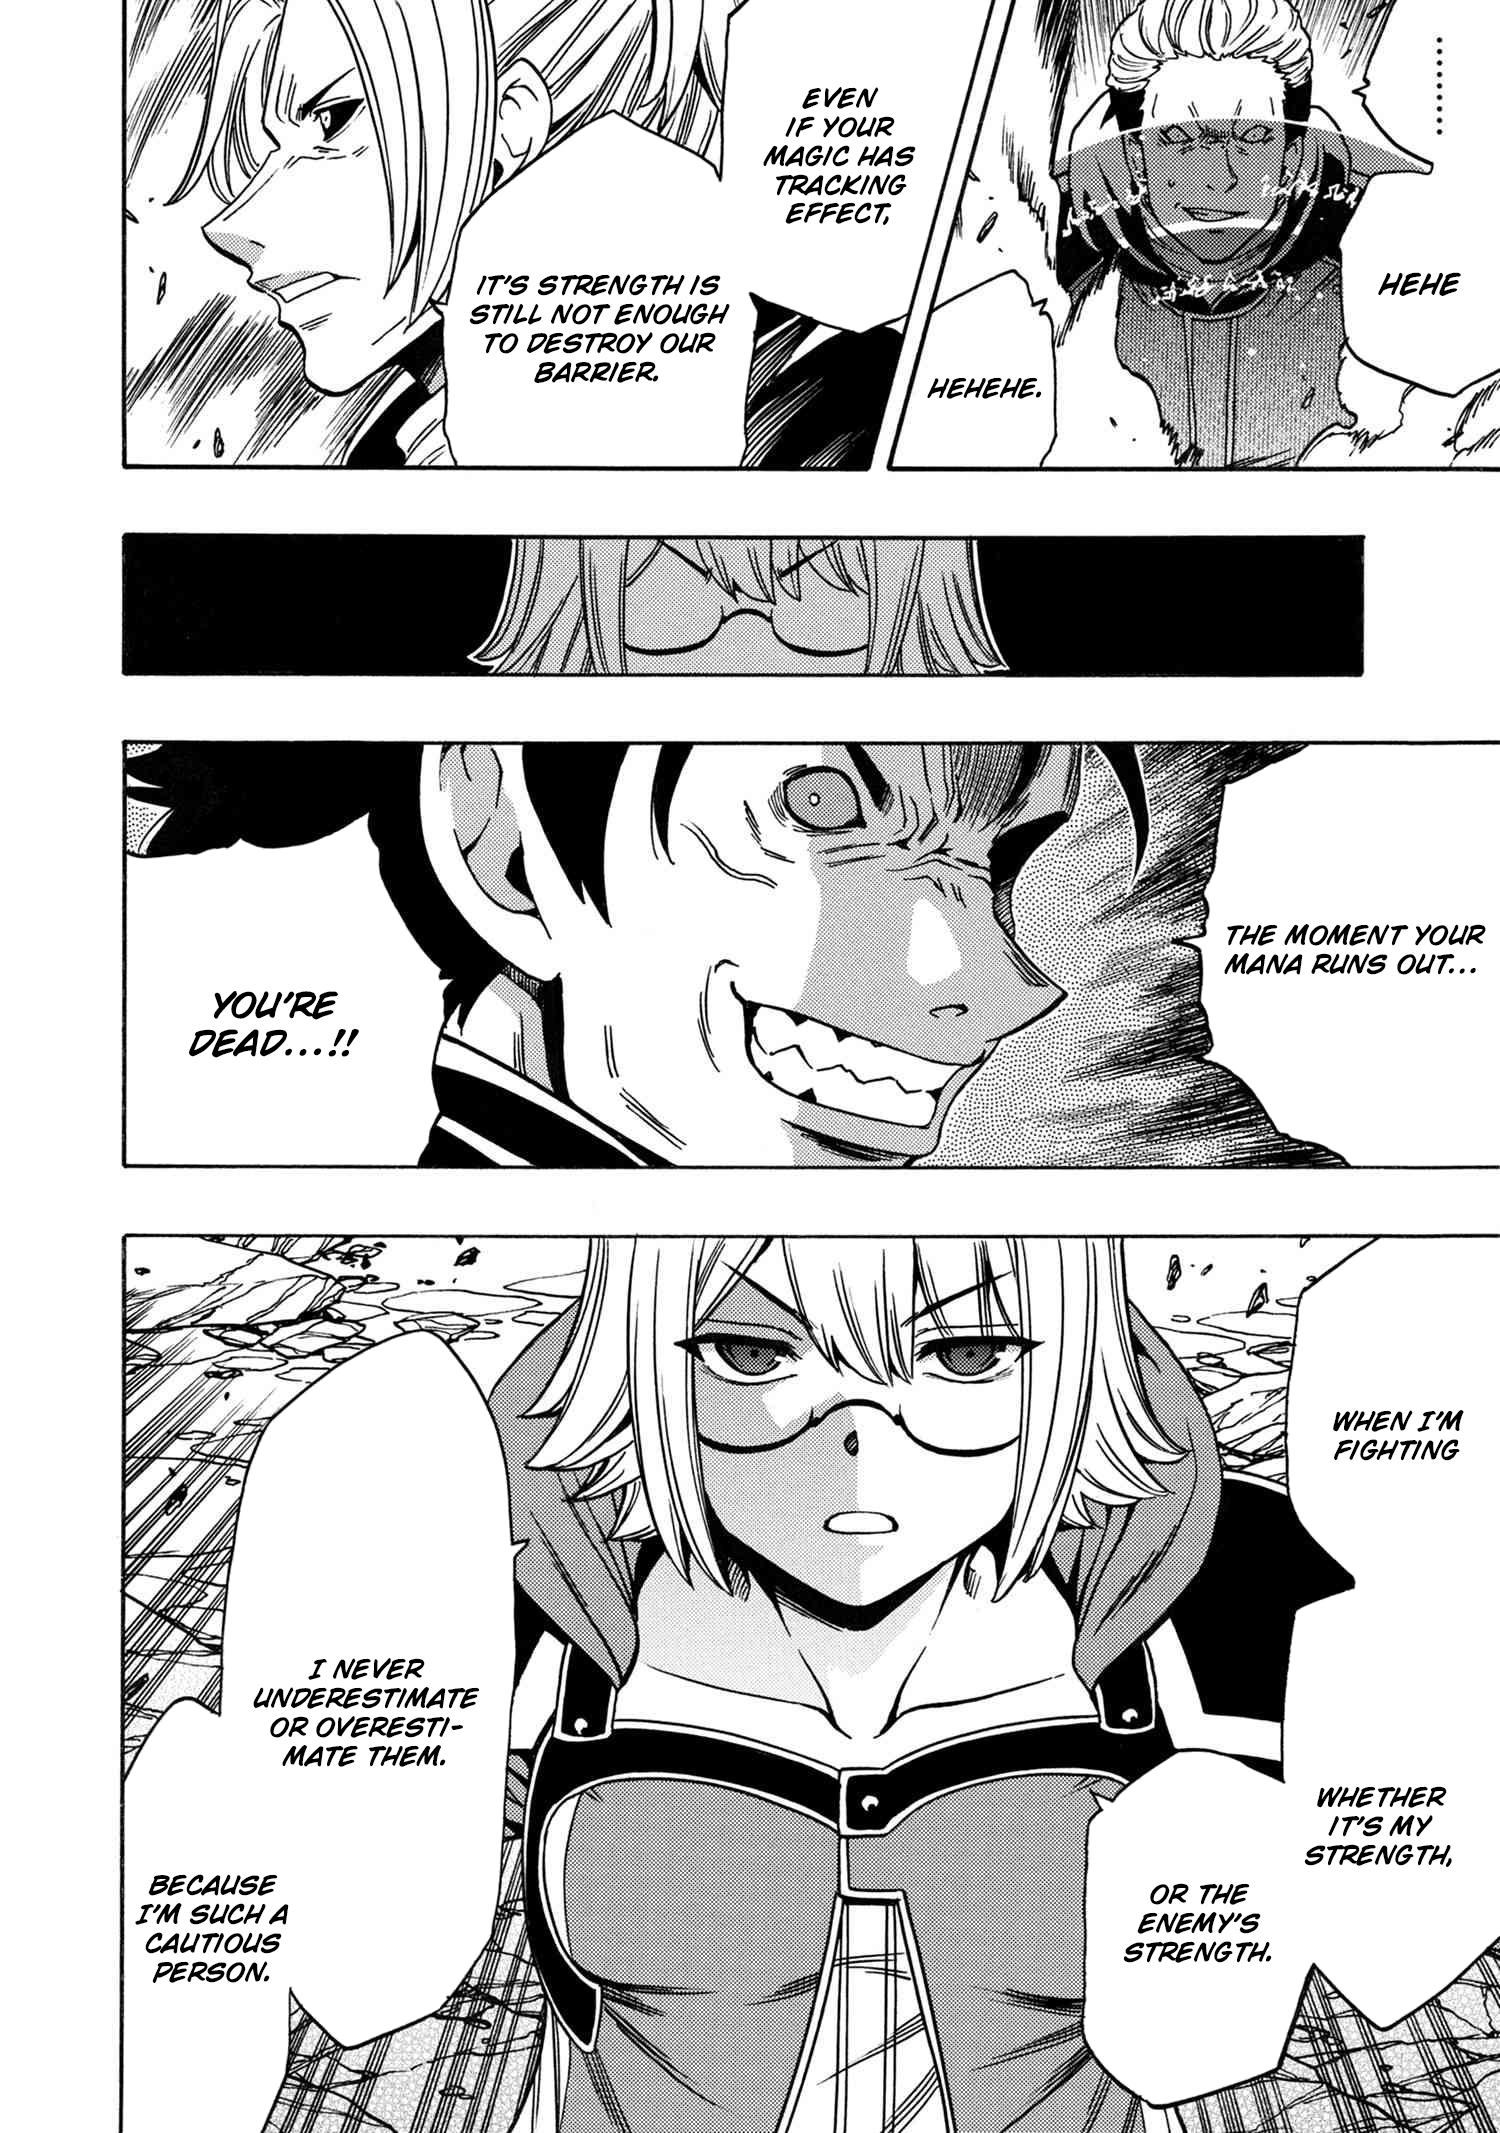 ………
HEHE
HEHEHE.
EVEN
IF YOUR
MAGIC HAS
TRACKING
EFFECT,
IT'S STRENGTH IS
STILL NOT ENOUGH
TO DESTROY OUR
BARRIER.
THE MOMENT YOUR
MANA RUNS OUT...
YOU'RE
DEAD...!!
WHEN I'M
FIGHTING
WHETHER
IT'S MY
STRENGTH,
OR THE
ENEMY'S
STRENGTH.
I NEVER
UNDERESTIMATE
OR OVERESTI-
MATE THEM.
BECAUSE
I'M SUCH A
CAUTIOUS
PERSON.